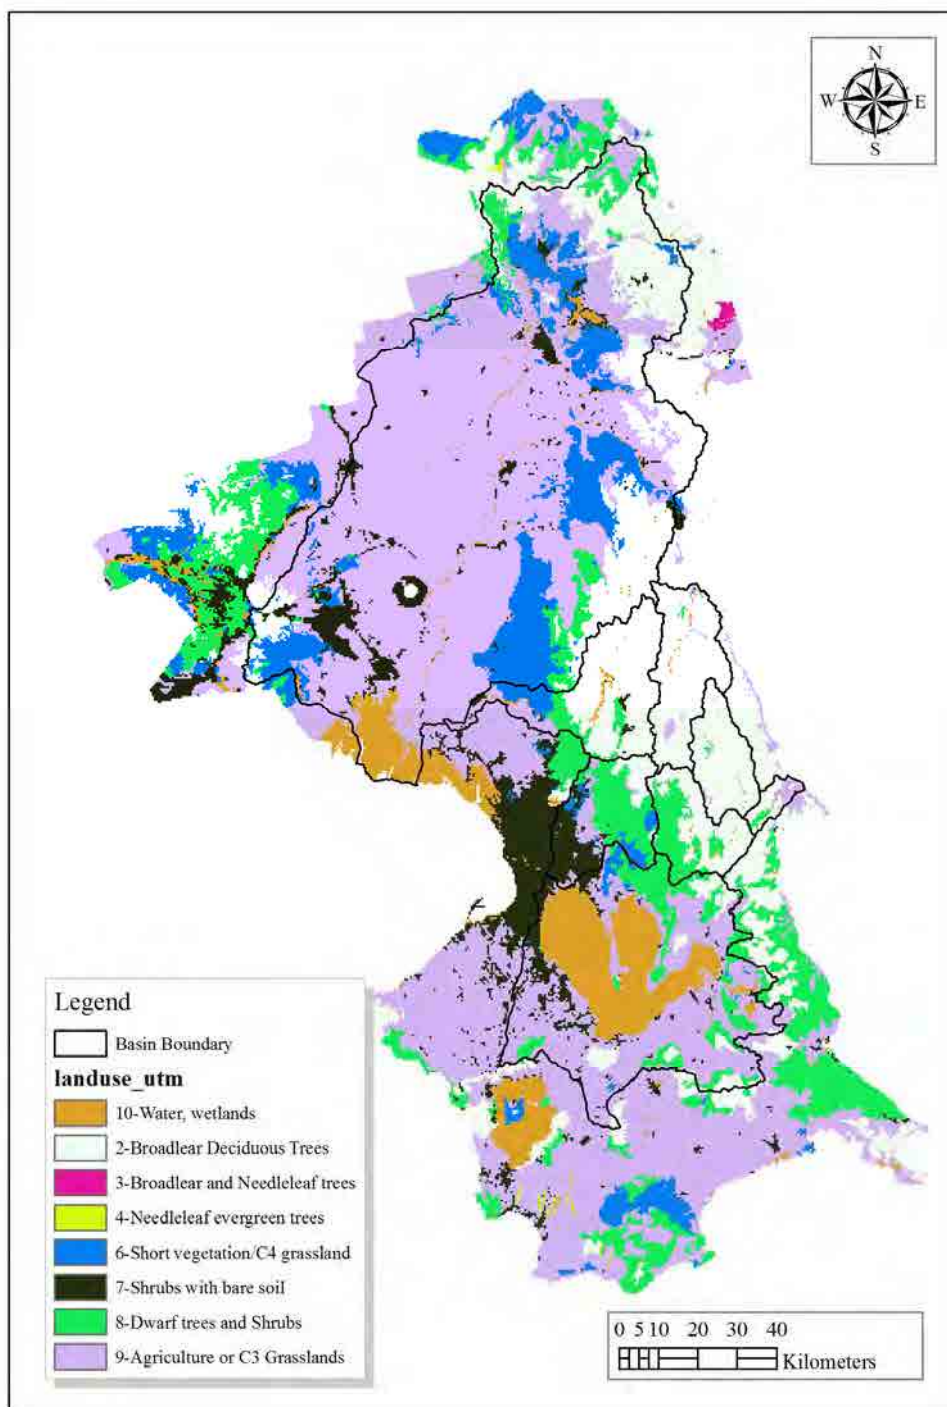 N
W E
S
Legend
Basin Boundary
landuse_utm
10-Water, wetlands
2-Broadlear Deciduous Trees
3-Broadlear and Needleleaf trees
4-Needleleaf evergreen trees
6-Short vegetation/C4 grassland
7-Shrubs with bare soil
8-Dwarf trees and Shrubs
9-Agriculture or C3 Grasslands
0 5 10 20 30 40
Kilometers